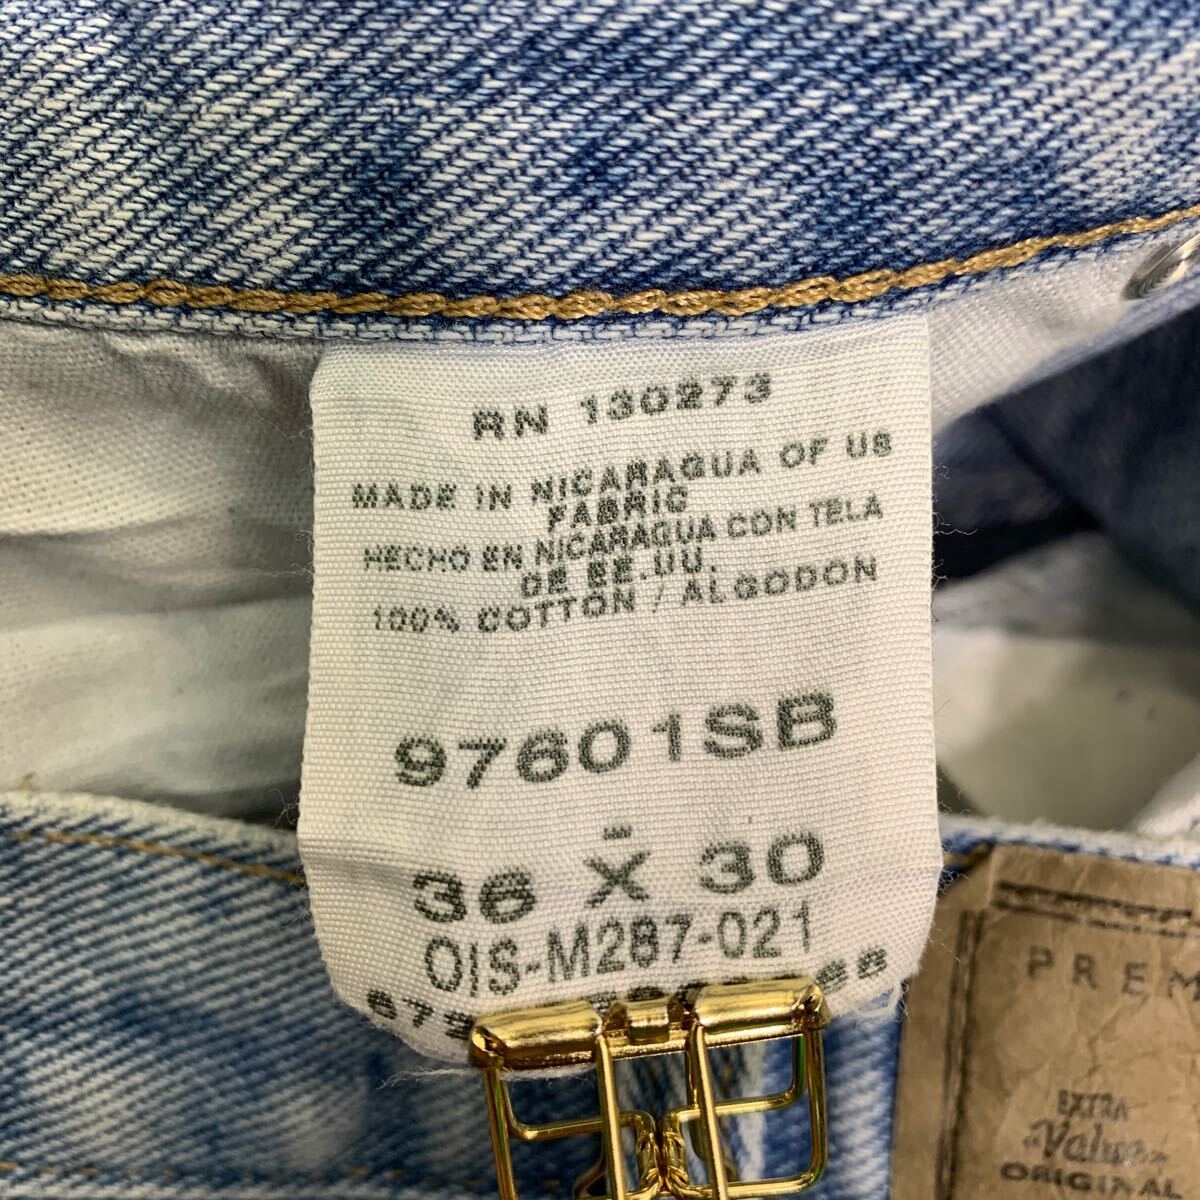 RN 130273
MADE IN NICARAGUA OF US
FABRIC
HECHO EN NICARAGUA CON TELA
DE EE.UU.
100% COTTON / ALGODON
97601SB
36 X 30
OIS-M287-021
PREM
EXTRA
Value
ORIGINAL